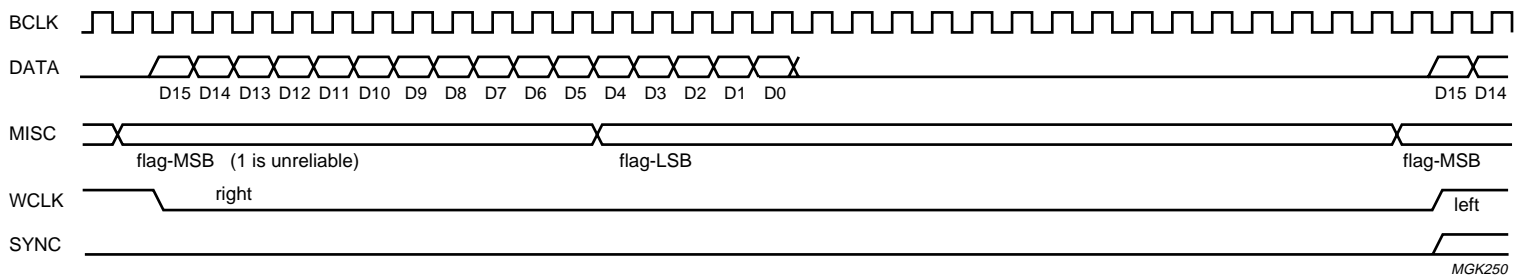 BCLK
DATA
D15 D14 D13 D12 D11 D10 D9 D8 D7 D6 D5 D4 D3 D2 D1 D0 D15 D14
MISC
flag-MSB (1 is unreliable) flag-LSB flag-MSB
WCLK right left
SYNC
MGK250